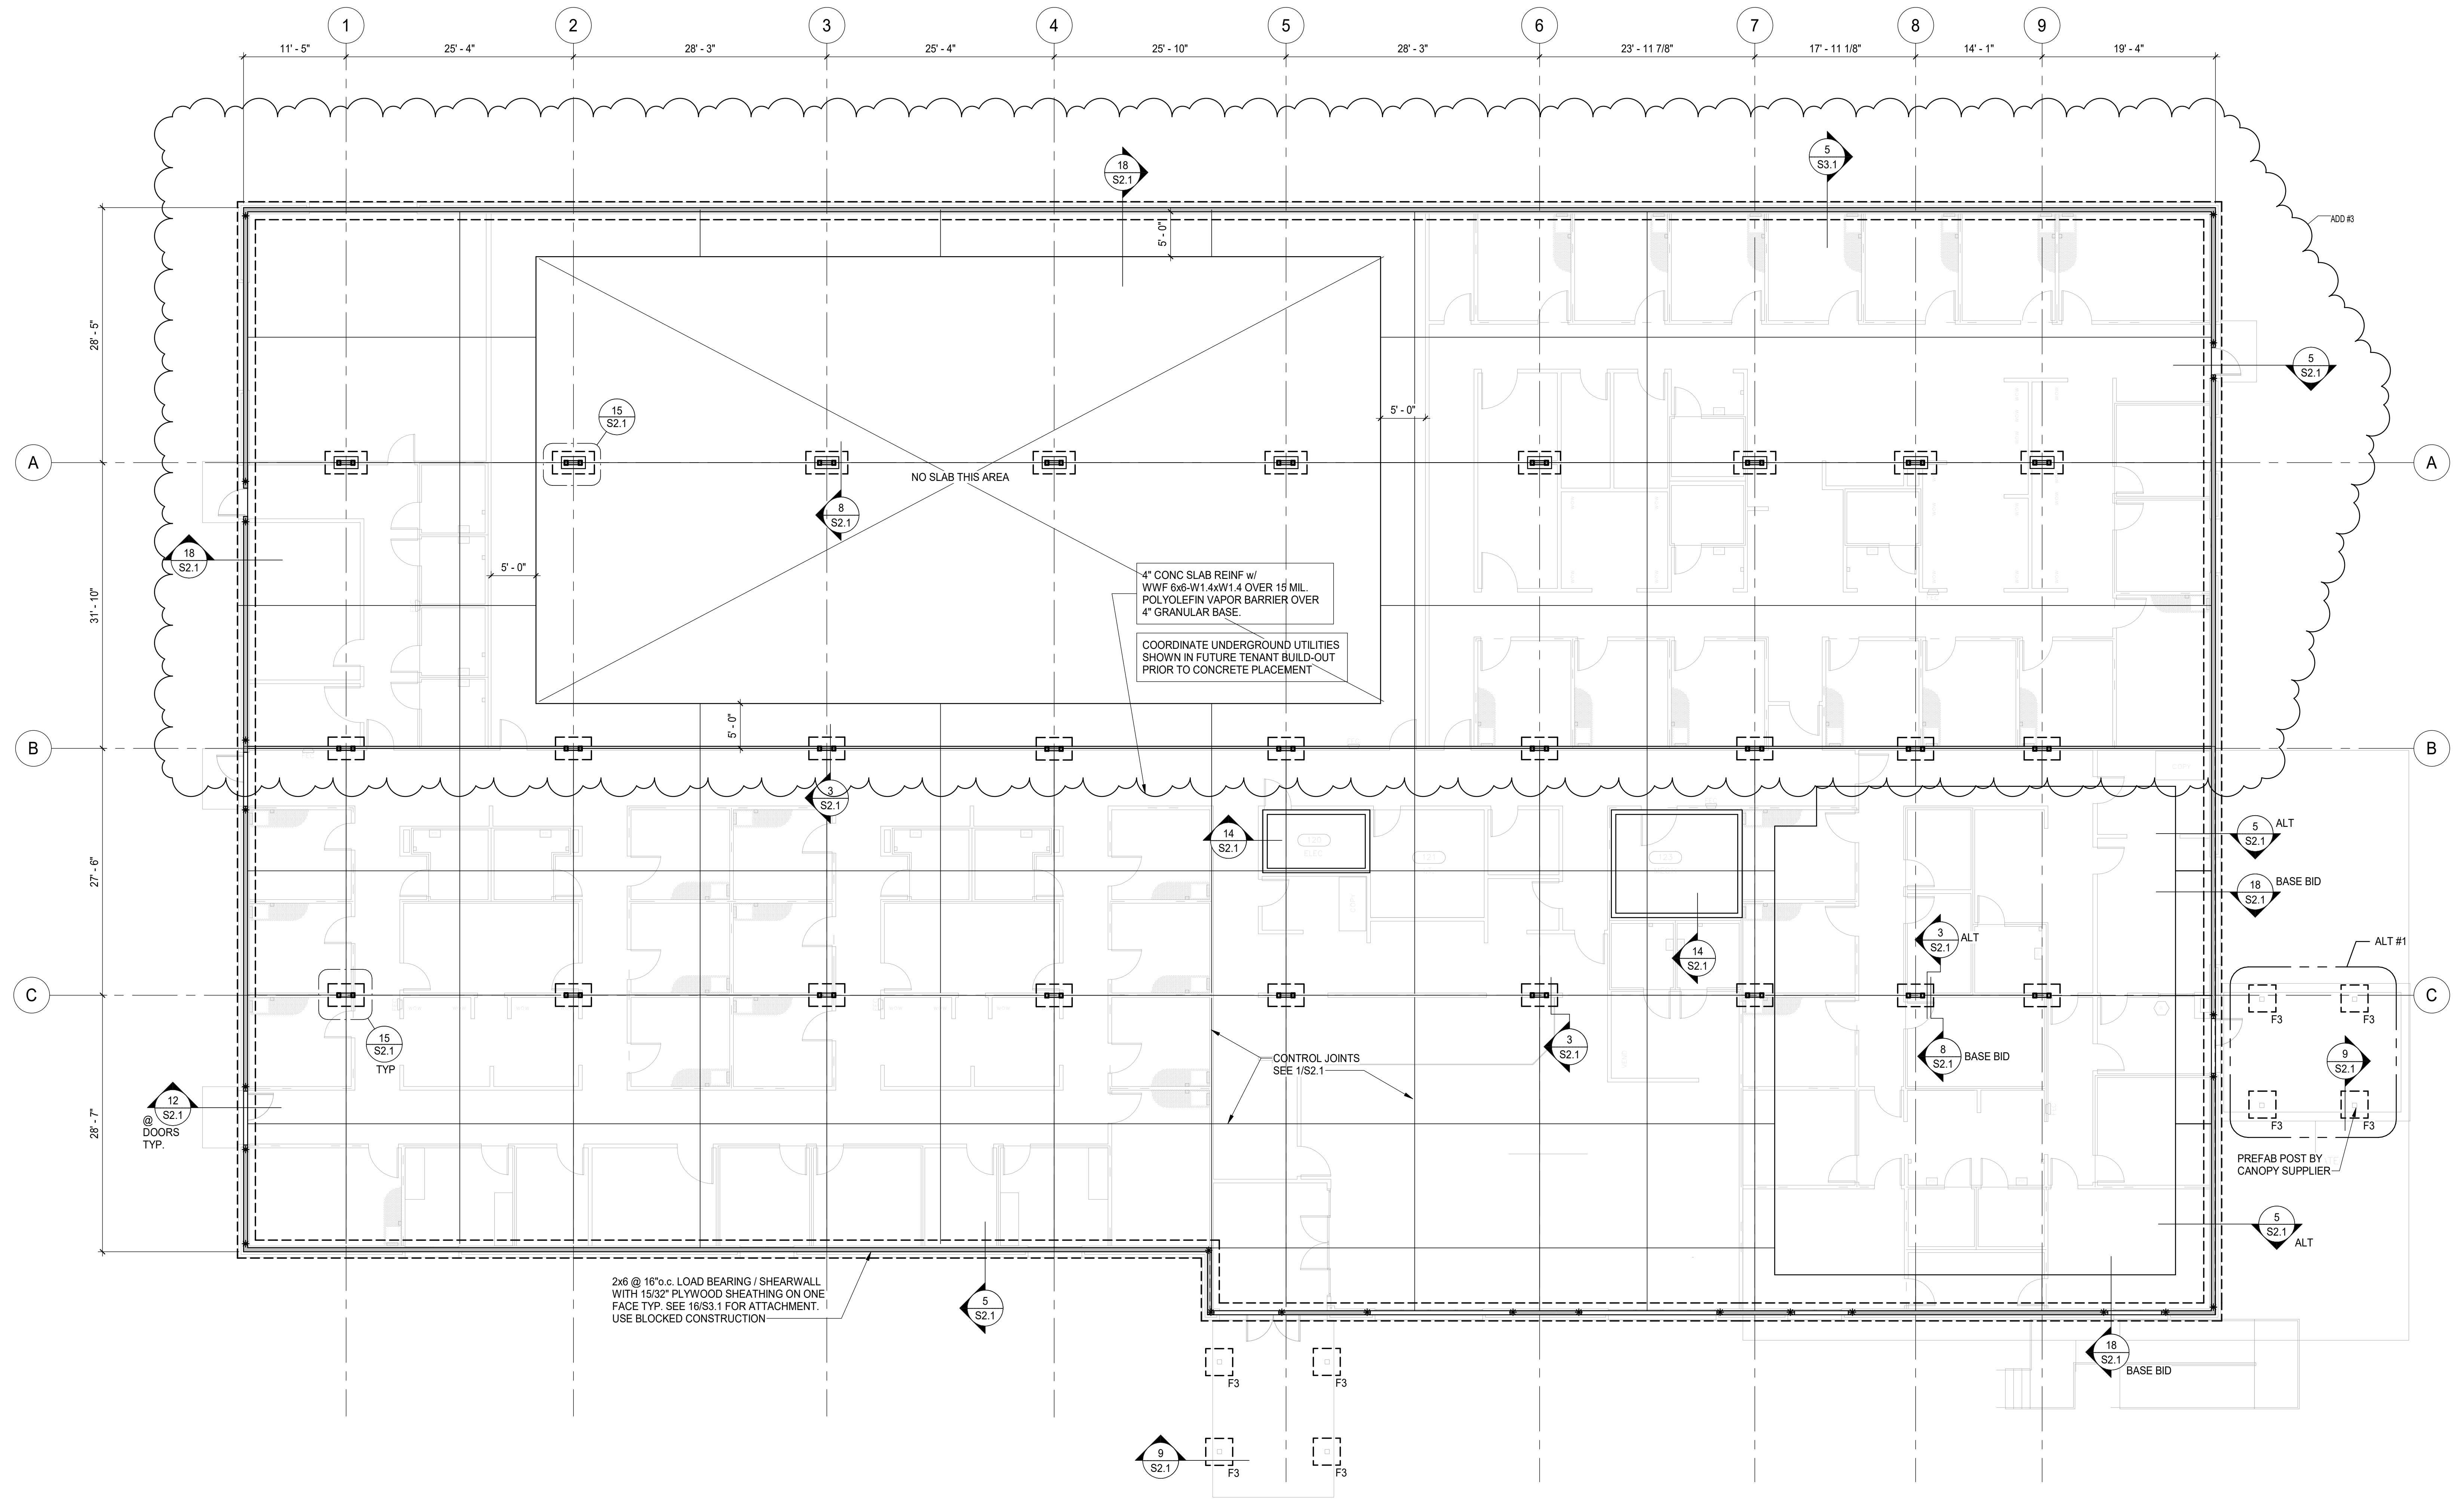 1 2 3 4 5 6 7 8 9
11' - 5" 25' - 4" 28' - 3" 25' - 4" 25' - 10" 28' - 3" 23' - 11 7/8" 17' - 11 1/8" 14' - 1" 19' - 4"
5
S3.1
18
S2.1
ADD #3
5' - 0"
28' - 5"
5
S2.1
15
S2.1
5' - 0"
A
A
NO SLAB THIS AREA
8
S2.1
18
S2.1
5' - 0"
4" CONC SLAB REINF w/
WWF 6x6-W1.4xW1.4 OVER 15 MIL.
POLYOLEFIN VAPOR BARRIER OVER
4" GRANULAR BASE.
31' - 10"
COORDINATE UNDERGROUND UTILITIES
SHOWN IN FUTURE TENANT BUILD-OUT
PRIOR TO CONCRETE PLACEMENT
5' - 0"
B
B
3
S2.1
14
S2.1
5
S2.1
ALT
27' - 6"
18
S2.1
BASE BID
3
S2.1
ALT
ALT #1
14
S2.1
C
C
F3
F3
15
S2.1
TYP
CONTROL JOINTS
SEE 1/S2.1
3
S2.1
8
S2.1
BASE BID
9
S2.1
12
S2.1
@
DOORS
TYP.
28' - 7"
F3
F3
PREFAB POST BY
CANOPY SUPPLIER
5
S2.1
ALT
2x6 @ 16"o.c. LOAD BEARING / SHEARWALL
WITH 15/32" PLYWOOD SHEATHING ON ONE
FACE TYP. SEE 16/S3.1 FOR ATTACHMENT.
USE BLOCKED CONSTRUCTION
5
S2.1
18
S2.1
BASE BID
F3
F3
9
S2.1
F3
F3